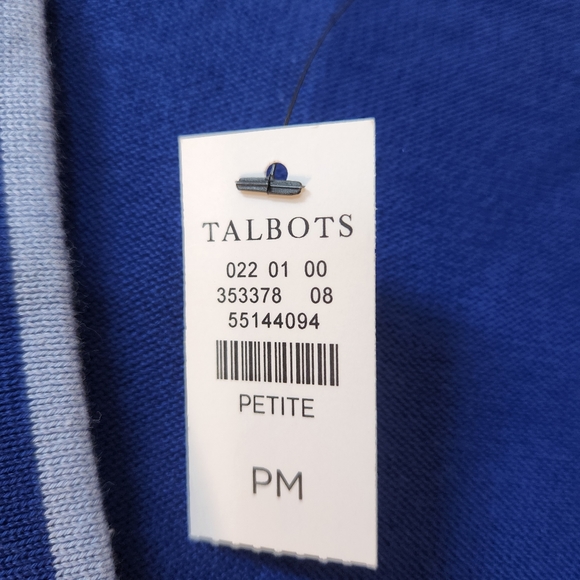 TALBOTS
022 01 00
353378 08
55144094
PETITE
PM